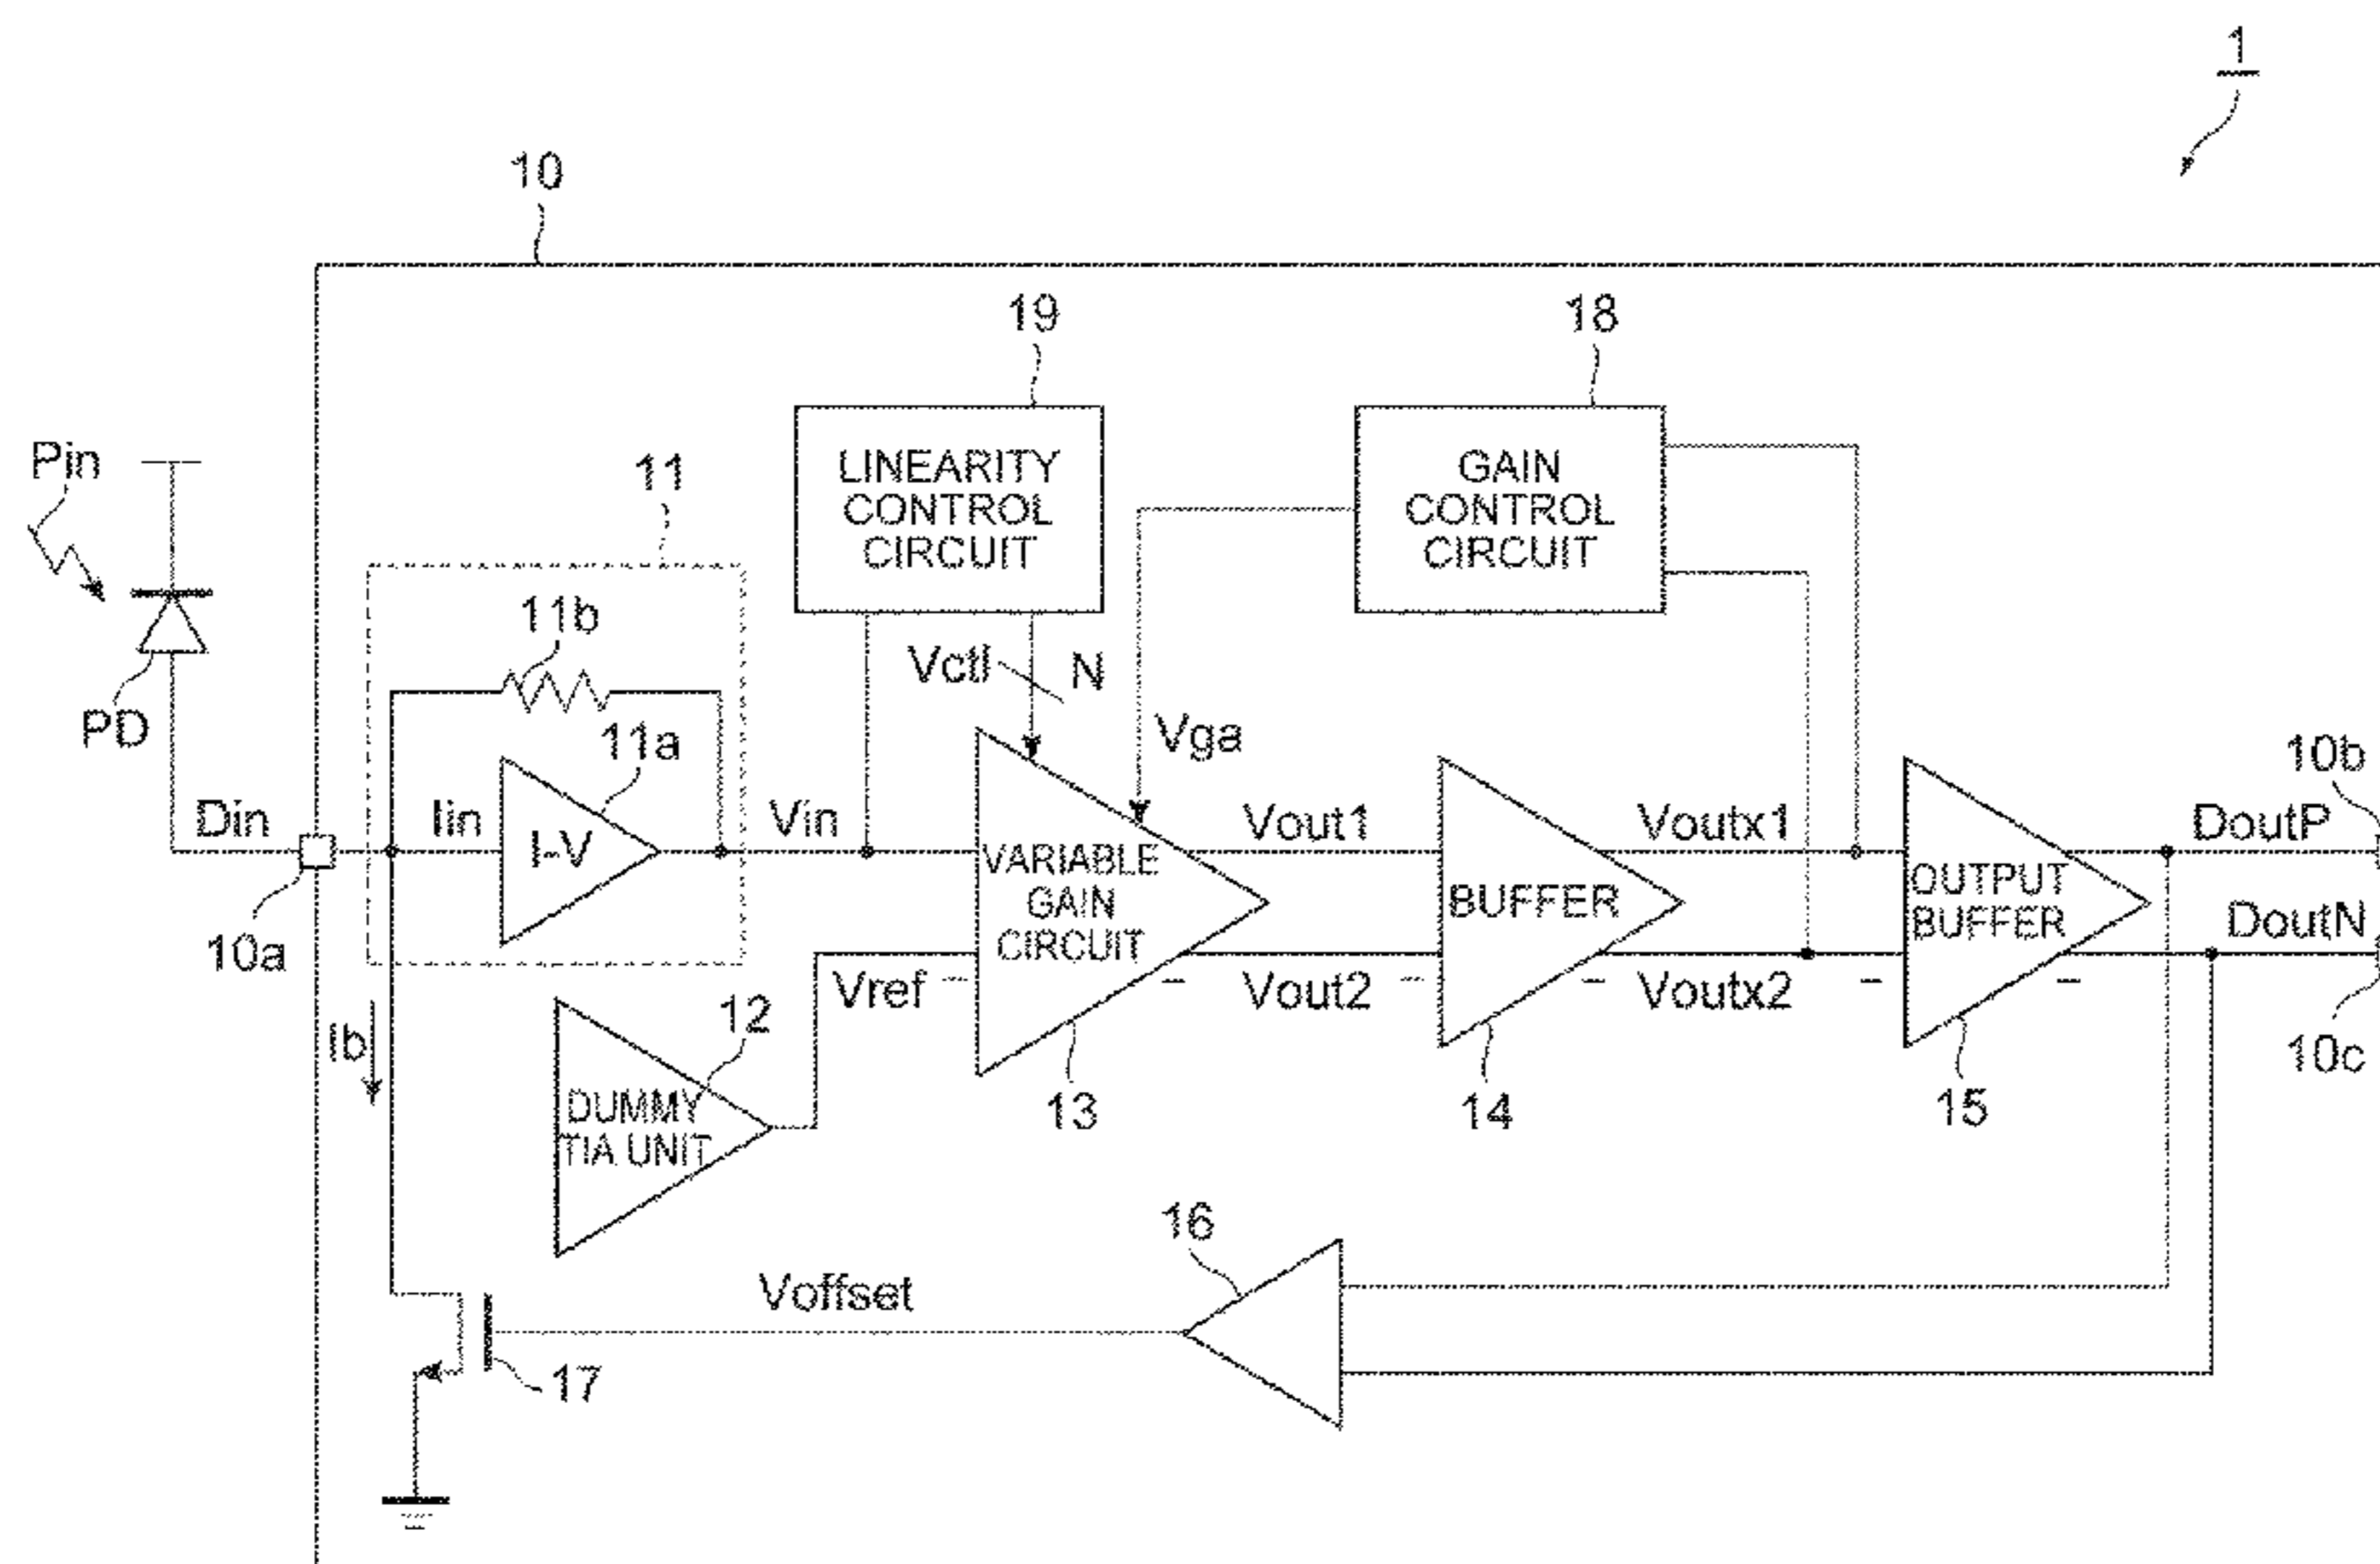 1
10
19
18
Pin
11
LINEARITY
CONTROL
CIRCUIT
GAIN
CONTROL
CIRCUIT
11b
Vctl
N
PD
11a
Vga
10b
Din
Iin
I-V
Vin
Vout1
Voutx1
DoutP
VARIABLE
GAIN
CIRCUIT
BUFFER
OUTPUT
BUFFER
10a
Vref
-
-
Vout2
-
-
Voutx2
-
-
DoutN
Ib
12
10c
DUMMY
TIA UNIT
13
14
15
16
Voffset
17